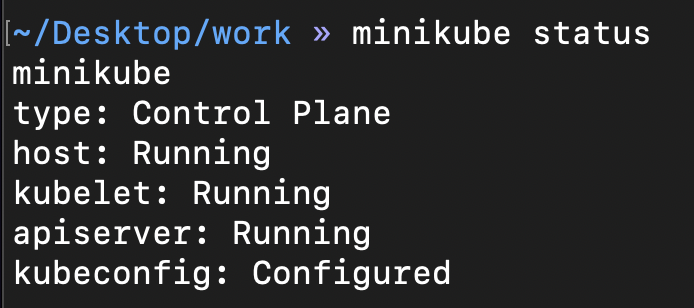 [~/Desktop/work » minikube status
minikube
type: Control Plane
host: Running
kubelet: Running
apiserver: Running
kubeconfig: Configured